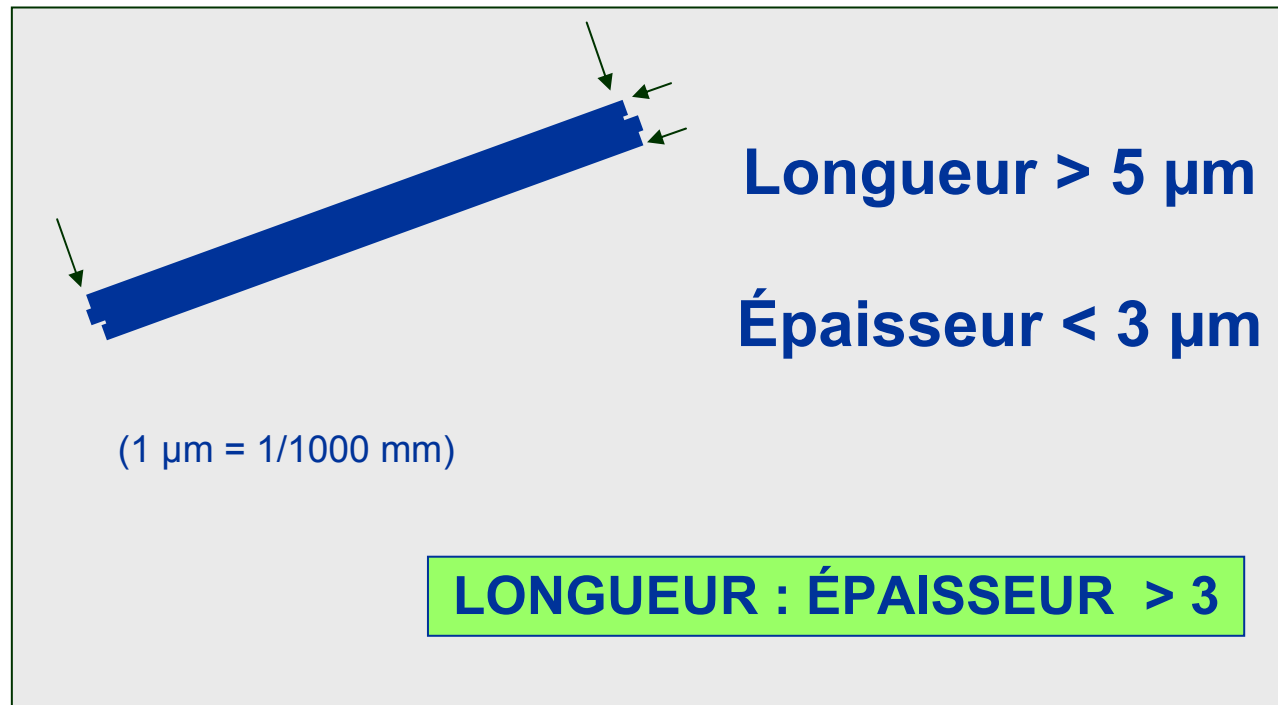 Longueur > 5 µm
Épaisseur < 3 µm
(1 µm = 1/1000 mm)
LONGUEUR : ÉPAISSEUR > 3